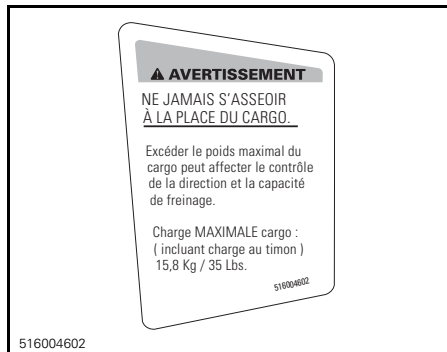 AVERTISSEMENT
NE JAMAIS S'ASSEOIR
À LA PLACE DU CARGO.
Excéder le poids maximal du
cargo peut affecter le contrôle
de la direction et la capacité
de freinage.
Charge MAXIMALE cargo :
( incluant charge au timon )
15,8 Kg / 35 Lbs.
516004602
516004602